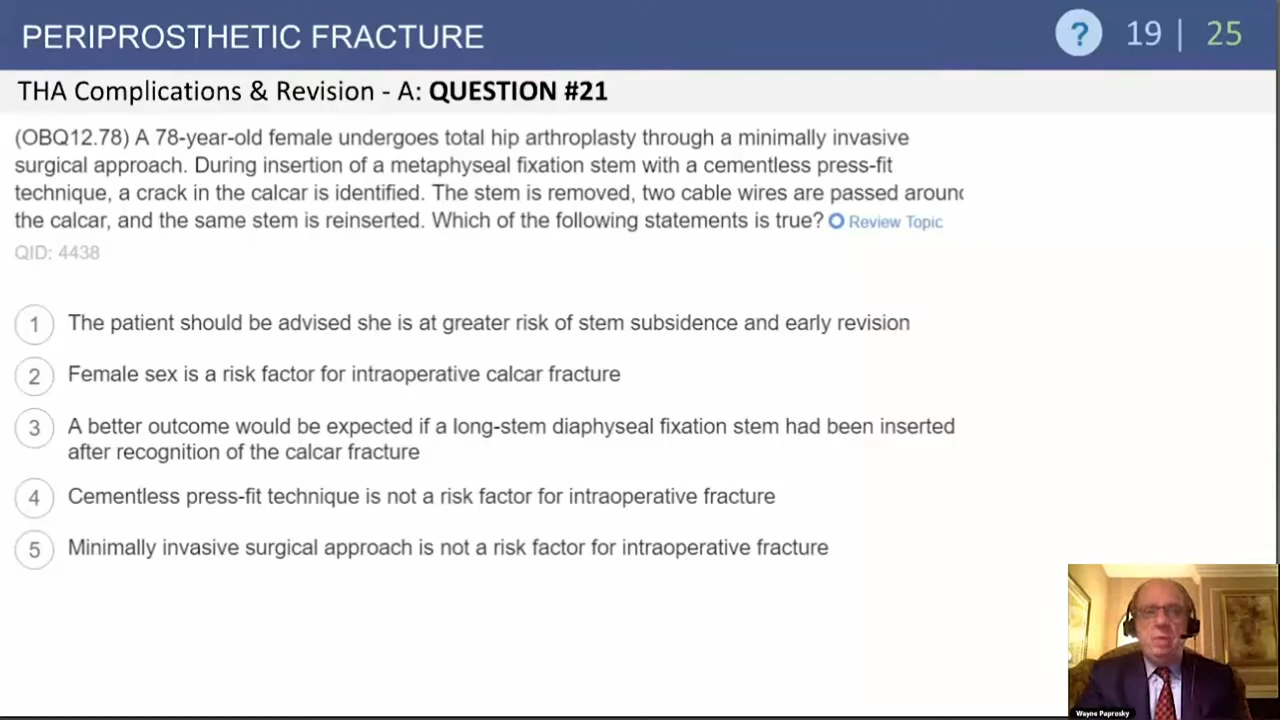 PERIPROSTHETIC FRACTURE
? 19 | 25
THA Complications & Revision - A: QUESTION #21
(OBQ12.78) A 78-year-old female undergoes total hip arthroplasty through a minimally invasive
surgical approach. During insertion of a metaphyseal fixation stem with a cementless press-fit
technique, a crack in the calcar is identified. The stem is removed, two cable wires are passed aroun
the calcar, and the same stem is reinserted. Which of the following statements is true? Review Topic
QID: 4438
1 The patient should be advised she is at greater risk of stem subsidence and early revision
2 Female sex is a risk factor for intraoperative calcar fracture
3 A better outcome would be expected if a long-stem diaphyseal fixation stem had been inserted
after recognition of the calcar fracture
4 Cementless press-fit technique is not a risk factor for intraoperative fracture
5 Minimally invasive surgical approach is not a risk factor for intraoperative fracture
Wayne Paprosky